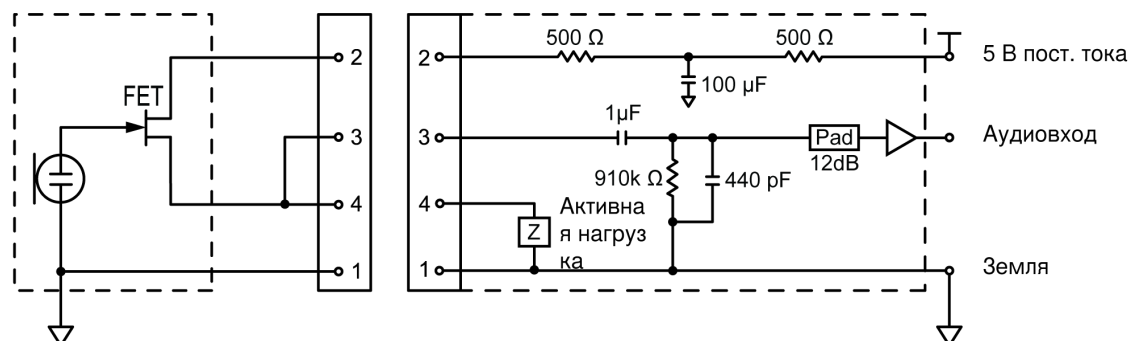 500 Ω
500 Ω
2
2
5 В пост. тока
100 µF
FET
1µF
3
3
Pad
Аудиовход
12dB
910k Ω
440 pF
4
4
Активна
я нагруз
ка
Z
1
1
Земля